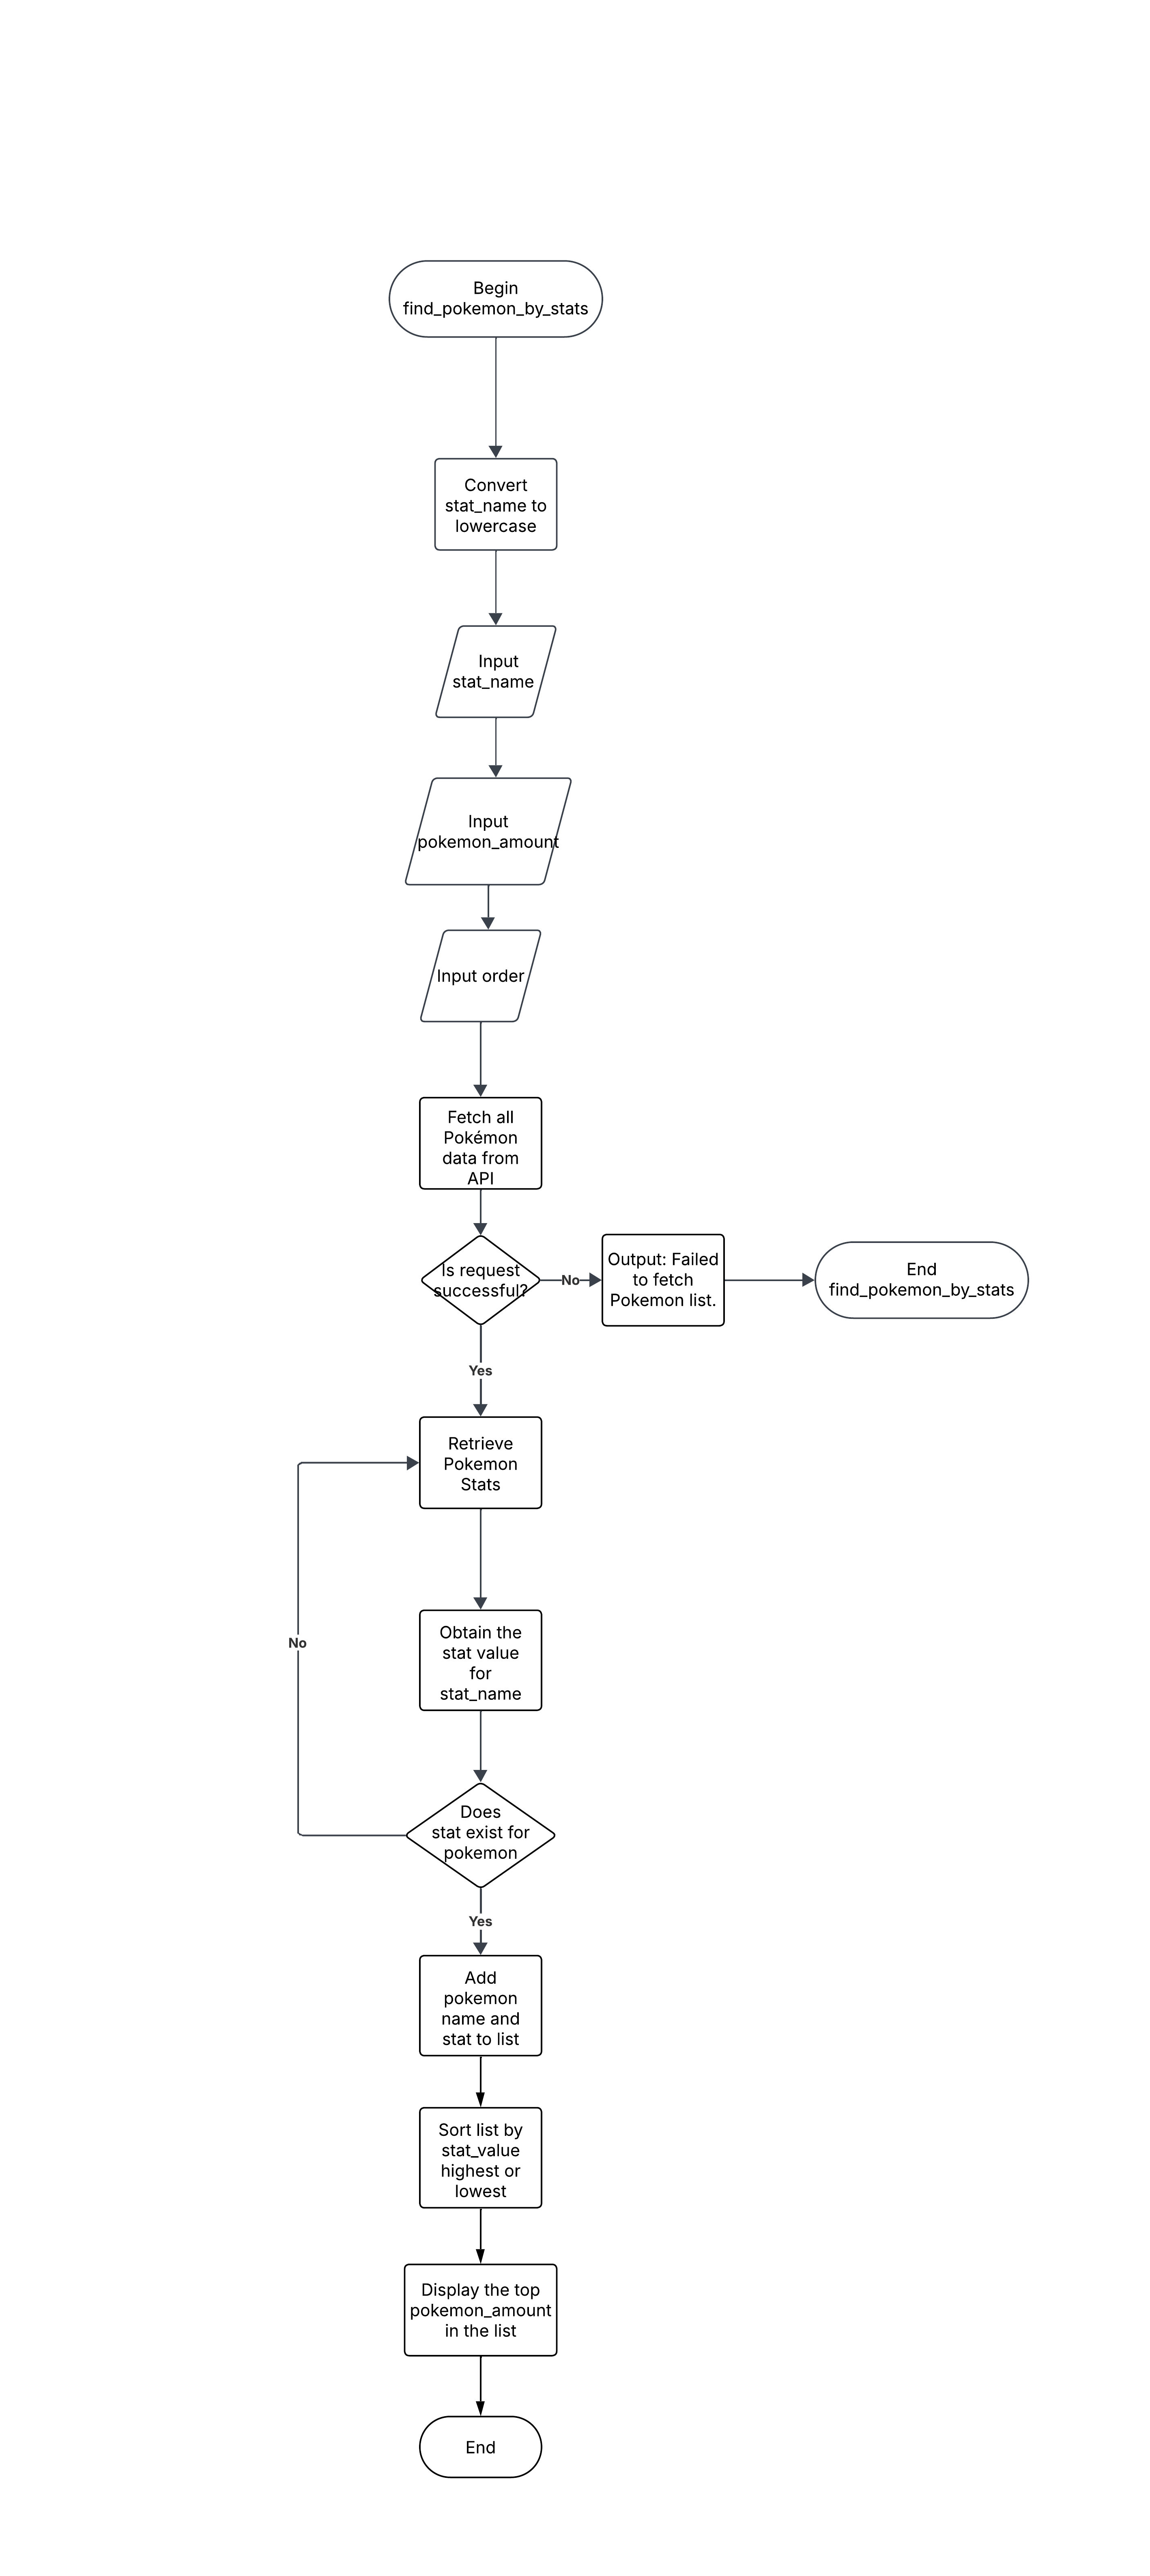 Begin
find_pokemon_by_stats
Convert
stat_name to
lowercase
Input
stat_name
Input
pokemon_amount
Input order
Fetch all
Pokémon
data from
API
Is request
successful?
No
Output: Failed
to fetch
Pokemon list.
End
find_pokemon_by_stats
Yes
Retrieve
Pokemon
Stats
No
Obtain the
stat value
for
stat_name
Does
stat exist for
pokemon
Yes
Add
pokemon
name and
stat to list
Sort list by
stat_value
highest or
lowest
Display the top
pokemon_amount
in the list
End